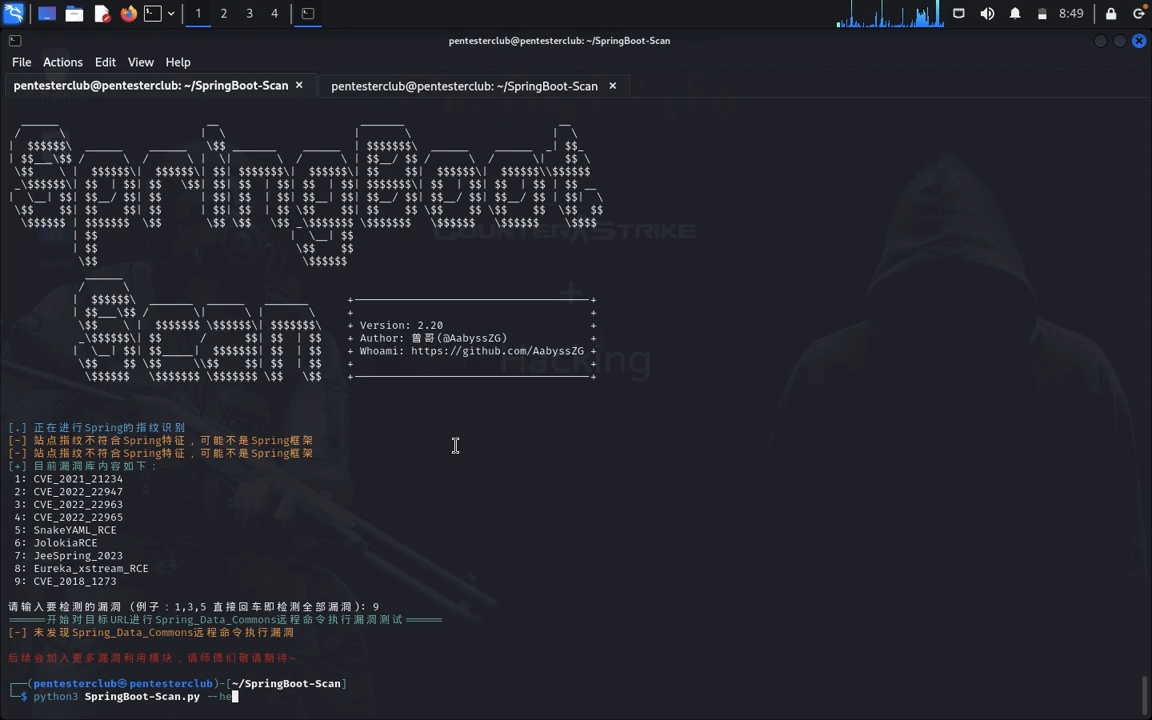 1 2 3 4 8:49
pentesterclub@pentesterclub: ~/SpringBoot-Scan
File Actions Edit View Help
pentesterclub@pentesterclub: ~/SpringBoot-Scan × pentesterclub@pentesterclub: ~/SpringBoot-Scan ×
SpringBoot
COUNTER STRIKE
Scan
+
Version: 2.20
Author: 曾哥(@AabyssZG)
Whoami: https://github.com/AabyssZG
Hacking
[.] 正在进行Spring的指纹识别
[-] 站点指纹不符合Spring特征，可能不是Spring框架
[-] 站点指纹不符合Spring特征，可能不是Spring框架
[+] 目前漏洞库内容如下：
1: CVE_2021_21234
2: CVE_2022_22947
3: CVE_2022_22963
4: CVE_2022_22965
5: SnakeYAML_RCE
6: JolokiaRCE
7: JeeSpring_2023
8: Eureka_xstream_RCE
9: CVE_2018_1273
请输入要检测的漏洞 (例子：1,3,5 直接回车即检测全部漏洞): 9
======开始对目标URL进行Spring_Data_Commons远程命令执行漏洞测试======
[-] 未发现Spring_Data_Commons远程命令执行漏洞
后续会加入更多漏洞利用模块，请师傅们敬请期待~
┌──(pentesterclub㉿pentesterclub)-[~/SpringBoot-Scan]
└─$ python3 SpringBoot-Scan.py --he